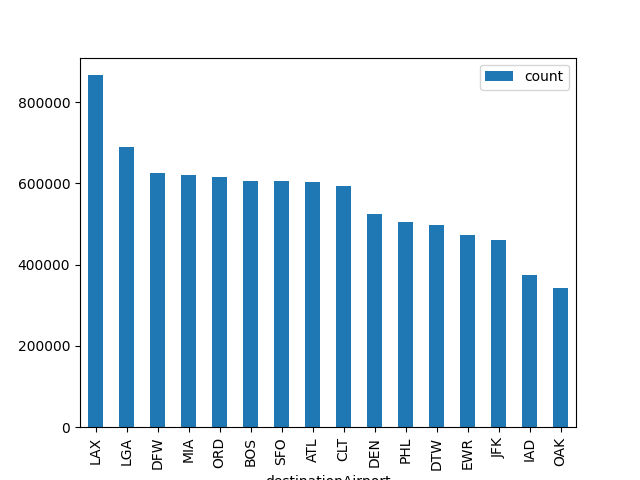 count
800000
600000
400000
200000
0
LAX
LGA
DFW
MIA
ORD
BOS
SFO
ATL
CLT
DEN
PHL
DTW
EWR
JFK
IAD
OAK
destinationAirport